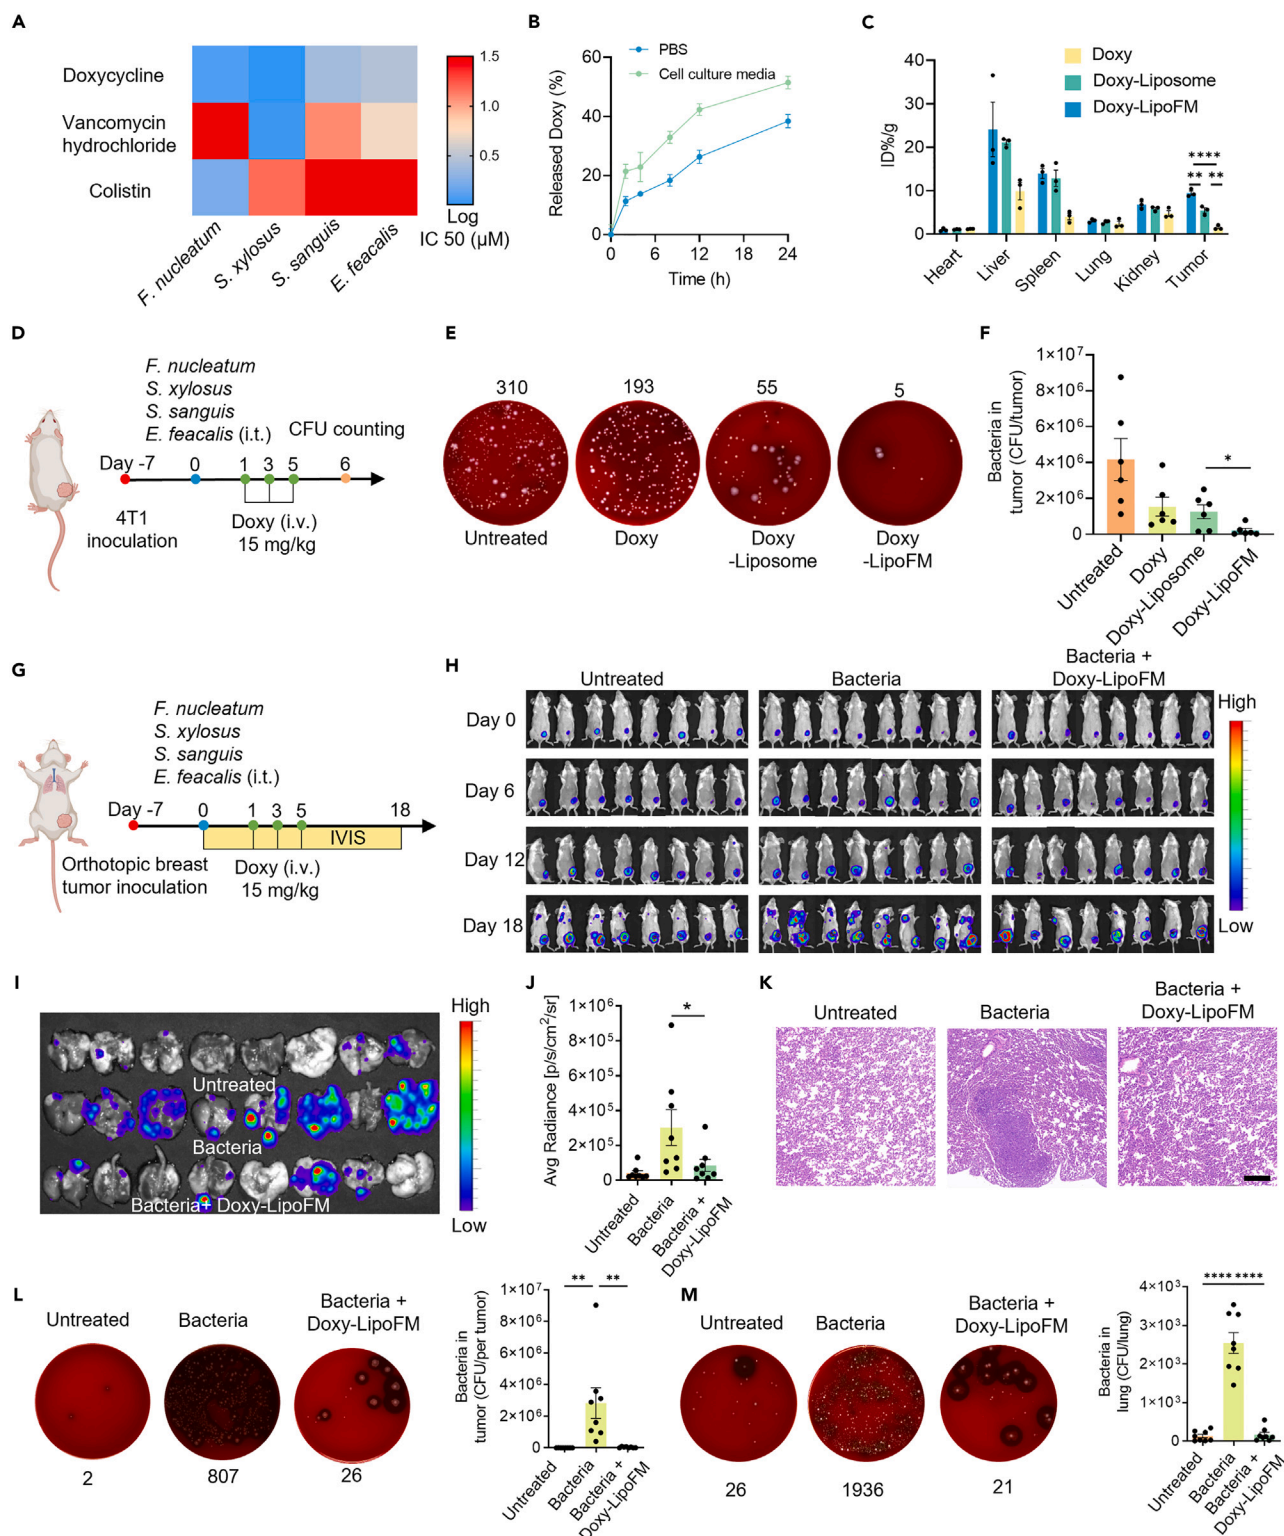 A
Doxycycline
Vancomycin
hydrochloride
Colistin
F. nucleatum
S. xylosus
S. sanguis
E. feacalis
1.5
1.0
0.5
Log
IC 50 (µM)
B
PBS
Cell culture media
Released Doxy (%)
60
40
20
0
0 6 12 18 24
Time (h)
C
Doxy
Doxy-Liposome
Doxy-LipoFM
ID%/g
40
30
20
10
0
****
** **
Heart
Liver
Spleen
Lung
Kidney
Tumor
D
F. nucleatum
S. xylosus
S. sanguis
E. feacalis (i.t.)
CFU counting
Day -7 0 1 3 5 6
4T1
inoculation
Doxy (i.v.)
15 mg/kg
E
310 193 55 5
Untreated
Doxy
Doxy
-Liposome
Doxy
-LipoFM
F
Bacteria in
tumor (CFU/tumor)
1×10⁷
8×10⁶
6×10⁶
4×10⁶
2×10⁶
0
*
Untreated
Doxy
Doxy-Liposome
Doxy-LipoFM
G
F. nucleatum
S. xylosus
S. sanguis
E. feacalis (i.t.)
Day -7 0 1 3 5 18
IVIS
Orthotopic breast
tumor inoculation
Doxy (i.v.)
15 mg/kg
H
Untreated
Bacteria
Bacteria +
Doxy-LipoFM
Day 0
Day 6
Day 12
Day 18
High
Low
I
Untreated
Bacteria
Bacteria+ Doxy-LipoFM
High
Low
J
Avg Radiance [p/s/cm²/sr]
1×10⁶
8×10⁵
6×10⁵
4×10⁵
2×10⁵
0
*
Untreated
Bacteria
Bacteria +
Doxy-LipoFM
K
Untreated
Bacteria
Bacteria +
Doxy-LipoFM
L
Untreated
Bacteria
Bacteria +
Doxy-LipoFM
2
807
26
Bacteria in
tumor (CFU/per tumor)
1×10⁷
8×10⁶
6×10⁶
4×10⁶
2×10⁶
0
** **
Untreated
Bacteria
Bacteria +
Doxy-LipoFM
M
Untreated
Bacteria
Bacteria +
Doxy-LipoFM
26
1936
21
Bacteria in
lung (CFU/lung)
4×10³
3×10³
2×10³
1×10³
0
**** ****
Untreated
Bacteria
Bacteria +
Doxy-LipoFM